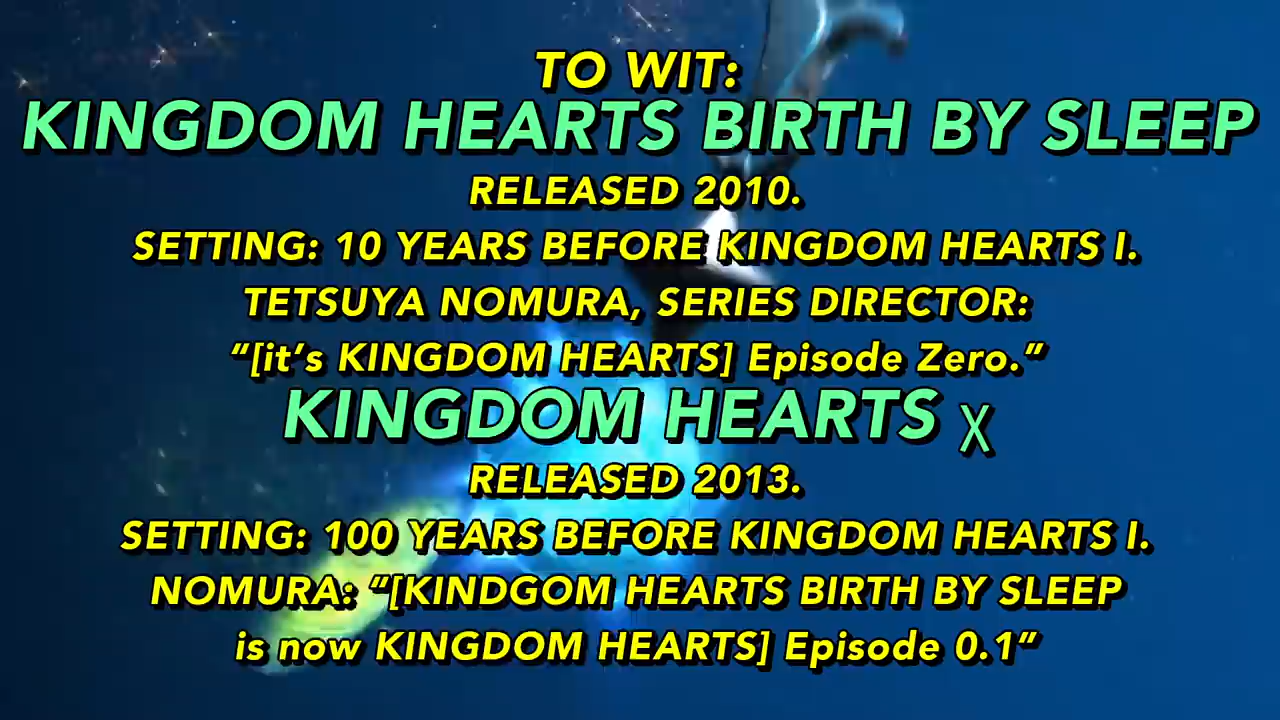 TO WIT:
KINGDOM HEARTS BIRTH BY SLEEP
RELEASED 2010.
SETTING: 10 YEARS BEFORE KINGDOM HEARTS I.
TETSUYA NOMURA, SERIES DIRECTOR:
“[it’s KINGDOM HEARTS] Episode Zero.”
KINGDOM HEARTS χ
RELEASED 2013.
SETTING: 100 YEARS BEFORE KINGDOM HEARTS I.
NOMURA: “[KINDGOM HEARTS BIRTH BY SLEEP
is now KINGDOM HEARTS] Episode 0.1”